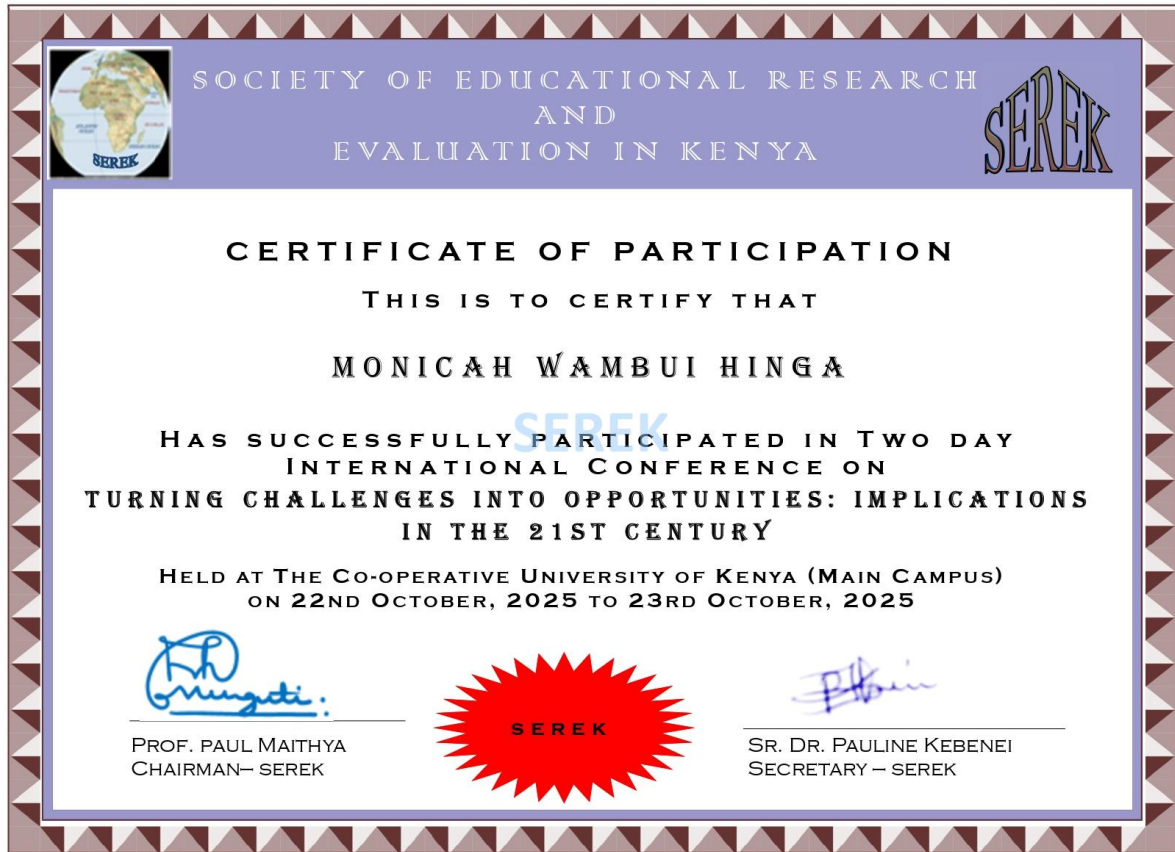 SOCIETY OF EDUCATIONAL RESEARCH
AND
EVALUATION IN KENYA
SEREK
SEREK
CERTIFICATE OF PARTICIPATION
THIS IS TO CERTIFY THAT
MONICAH WAMBUI HINGA
SEREK
HAS SUCCESSFULLY PARTICIPATED IN TWO DAY
INTERNATIONAL CONFERENCE ON
TURNING CHALLENGES INTO OPPORTUNITIES: IMPLICATIONS
IN THE 21ST CENTURY
HELD AT THE CO-OPERATIVE UNIVERSITY OF KENYA (MAIN CAMPUS)
ON 22ND OCTOBER, 2025 TO 23RD OCTOBER, 2025
SEREK
PROF. PAUL MAITHYA
CHAIRMAN– SEREK
SR. DR. PAULINE KEBENEI
SECRETARY – SEREK